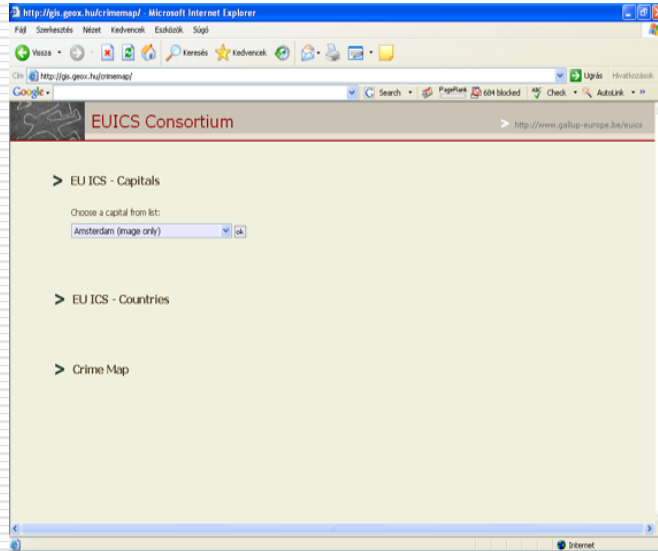 http://gis.geox.hu/crimemap/ - Microsoft Internet Explorer
Fájl Szerkesztés Nézet Kedvencek Eszközök Súgó
Vissza Keresés Kedvencek
Cím http://gis.geox.hu/crimemap/ Ugrás Hivatkozások
Google Search PageRank 604 blocked Check AutoLink
EUICS Consortium
> http://www.gallup-europe.be/euics
> EU ICS - Capitals
Choose a capital from list:
Amsterdam (image only) ok
> EU ICS - Countries
> Crime Map
Internet